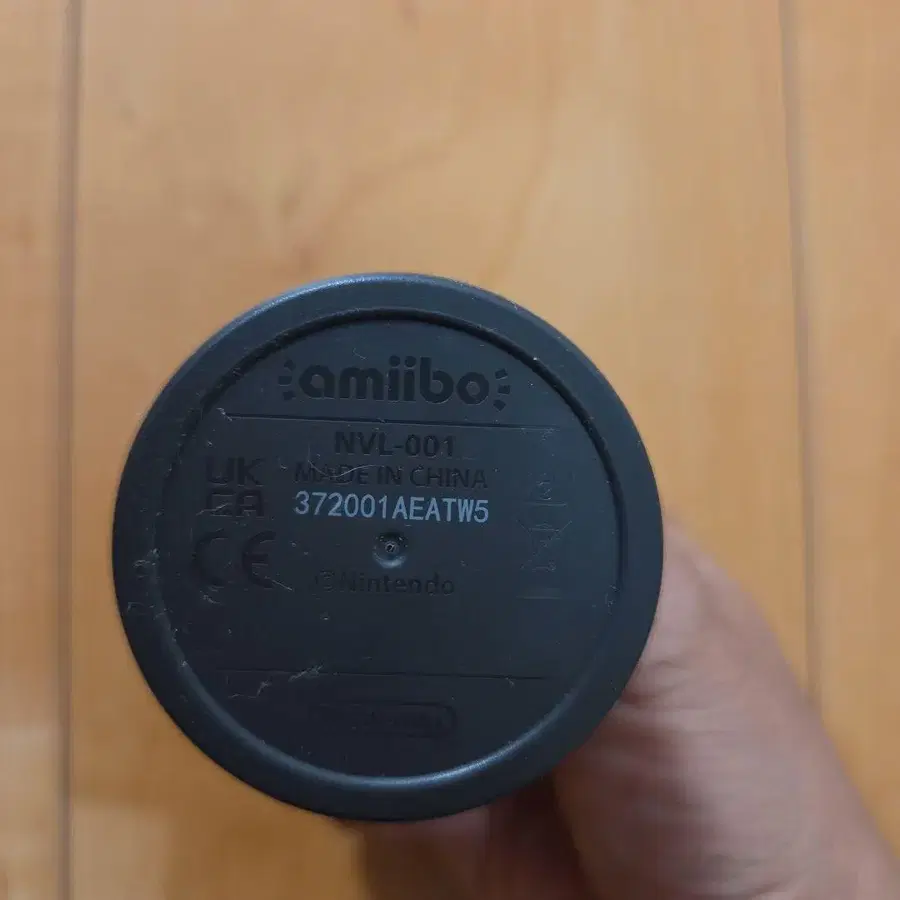 amiibo
NVL-001
UK
CA
MADE IN CHINA
372001AEATW5
CE
©Nintendo